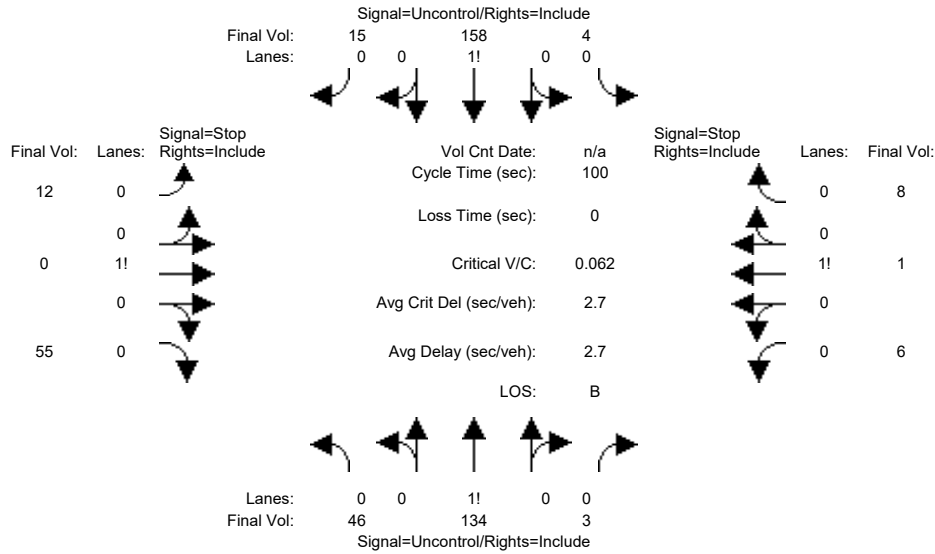 Signal=Uncontrol/Rights=Include
Final Vol: 15 158 4
Lanes: 0 0 1! 0 0
Signal=Stop
Final Vol: Lanes: Rights=Include
Vol Cnt Date: n/a
Cycle Time (sec): 100
Loss Time (sec): 0
Critical V/C: 0.062
Avg Crit Del (sec/veh): 2.7
Avg Delay (sec/veh): 2.7
LOS: B
Signal=Stop
Rights=Include Lanes: Final Vol:
12 0
0
0 1!
0
55 0
0 8
0
1! 1
0
0 6
Lanes: 0 0 1! 0 0
Final Vol: 46 134 3
Signal=Uncontrol/Rights=Include